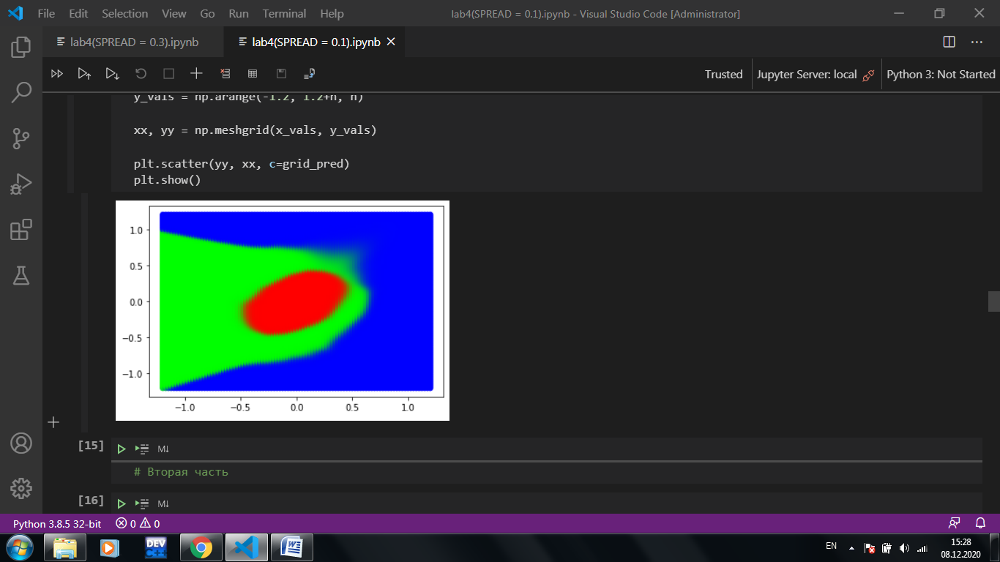 File Edit Selection View Go Run Terminal Help lab4(SPREAD = 0.1).ipynb - Visual Studio Code [Administrator]
lab4(SPREAD = 0.3).ipynb lab4(SPREAD = 0.1).ipynb
Trusted Jupyter Server: local Python 3: Not Started
y_vals = np.arange(-1.2, 1.2+h, h)
xx, yy = np.meshgrid(x_vals, y_vals)
plt.scatter(yy, xx, c=grid_pred)
plt.show()
1.0
0.5
0.0
−0.5
−1.0
−1.0 −0.5 0.0 0.5 1.0
[15] M↓
# Вторая часть
[16] M↓
Python 3.8.5 32-bit 0 0
DEV C++
EN 15:28
08.12.2020